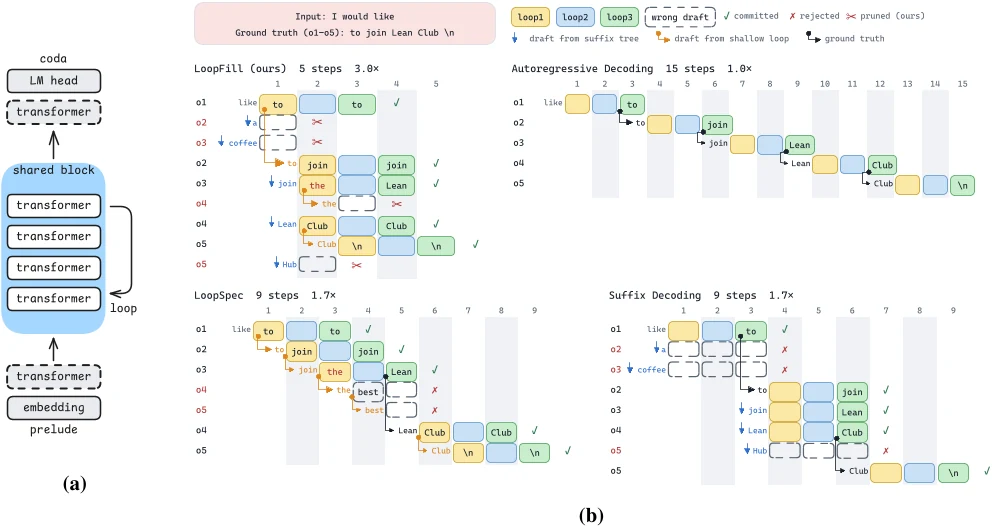 Input: I would like
Ground truth (o1-o5): to join Lean Club \n
loop1 loop2 loop3 wrong draft ✓ committed ✗ rejected ✂ pruned (ours)
draft from suffix tree draft from shallow loop ground truth
coda
LM head
transformer
shared block
transformer
transformer
transformer
transformer
loop
transformer
embedding
prelude
(a)
LoopFill (ours) 5 steps 3.0×
1 2 3 4 5
o1 like to to ✓
o2 a ✂
o3 coffee ✂
o2 to join join ✓
o3 join the Lean ✓
o4 the ✂
o4 Lean Club Club ✓
o5 Club \n \n ✓
o5 Hub ✂
Autoregressive Decoding 15 steps 1.0×
1 2 3 4 5 6 7 8 9 10 11 12 13 14 15
o1 like to
o2 to join
o3 join Lean
o4 Lean Club
o5 Club \n
LoopSpec 9 steps 1.7×
1 2 3 4 5 6 7 8 9
o1 like to to ✓
o2 to join join ✓
o3 join the Lean ✓
o4 the best ✗
o5 best ✗
o4 Lean Club Club ✓
o5 Club \n \n ✓
Suffix Decoding 9 steps 1.7×
1 2 3 4 5 6 7 8 9
o1 like to ✓
o2 a ✗
o3 coffee ✗
o2 to join ✓
o3 join Lean ✓
o4 Lean Club ✓
o5 Hub ✗
o5 Club \n ✓
(b)